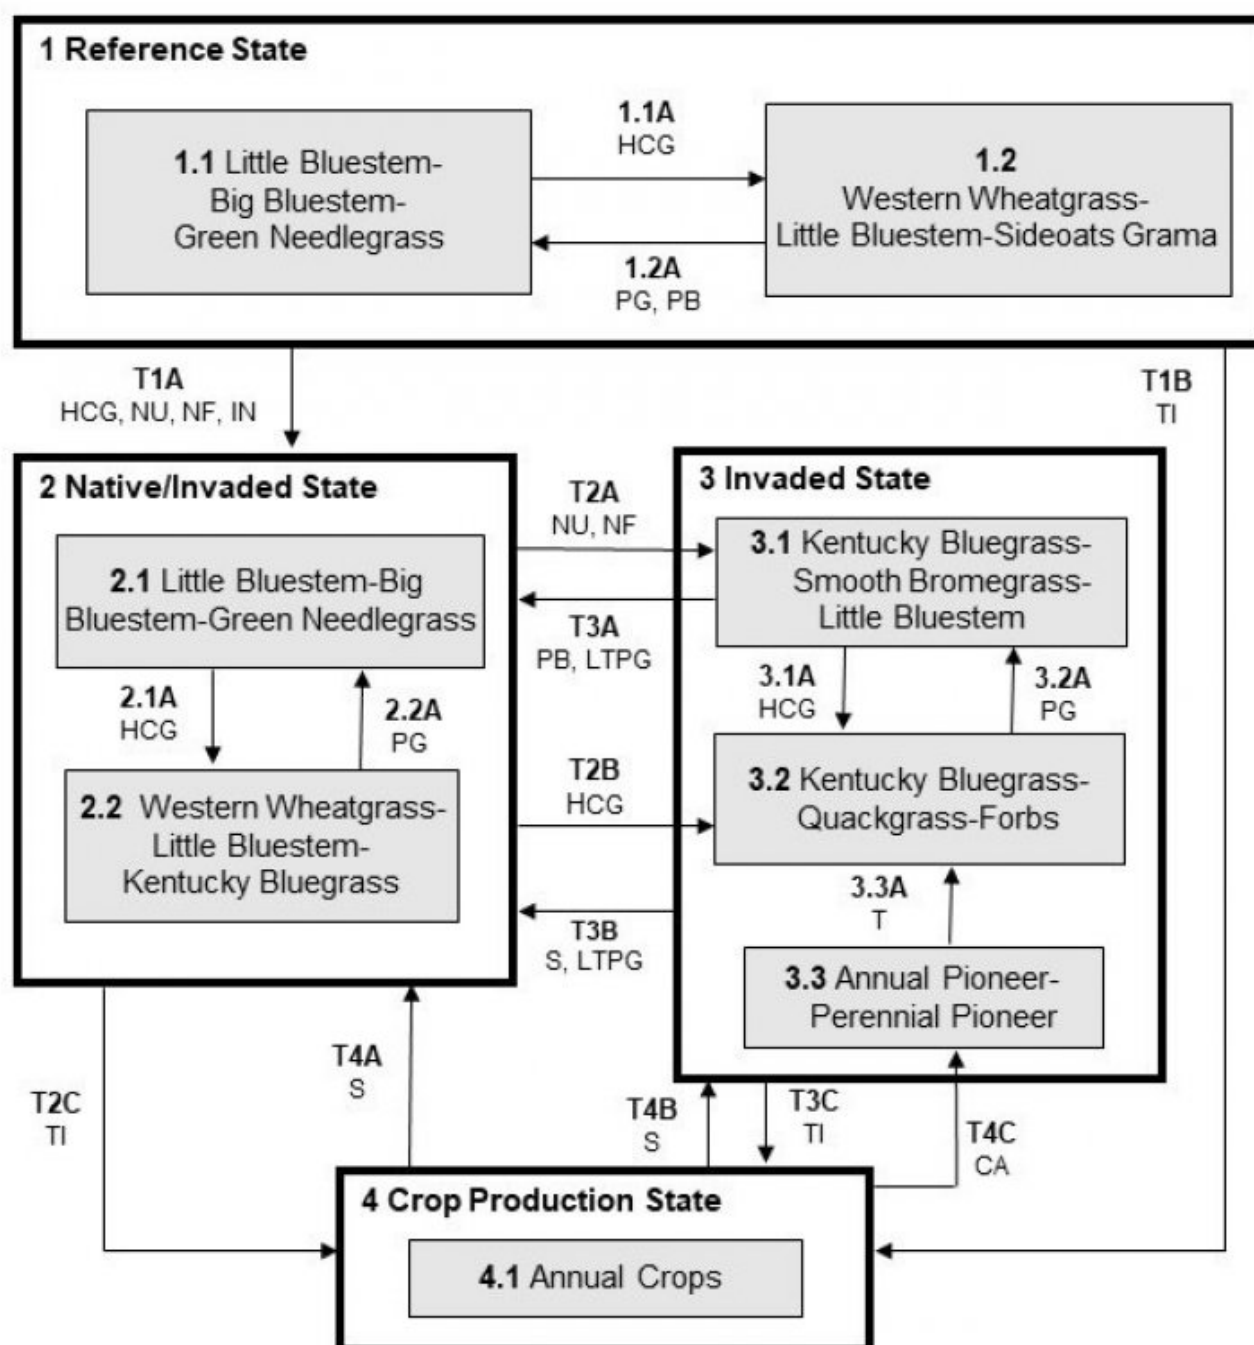 1 Reference State
1.1 Little Bluestem-
Big Bluestem-
Green Needlegrass
1.1A
HCG
1.2A
PG, PB
1.2
Western Wheatgrass-
Little Bluestem-Sideoats Grama
T1A
HCG, NU, NF, IN
T1B
TI
2 Native/Invaded State
2.1 Little Bluestem-Big
Bluestem-Green Needlegrass
2.1A
HCG
2.2A
PG
2.2 Western Wheatgrass-
Little Bluestem-
Kentucky Bluegrass
T2A
NU, NF
T3A
PB, LTPG
T2B
HCG
T3B
S, LTPG
3 Invaded State
3.1 Kentucky Bluegrass-
Smooth Bromegrass-
Little Bluestem
3.1A
HCG
3.2A
PG
3.2 Kentucky Bluegrass-
Quackgrass-Forbs
3.3A
T
3.3 Annual Pioneer-
Perennial Pioneer
T2C
TI
T4A
S
T4B
S
T3C
TI
T4C
CA
4 Crop Production State
4.1 Annual Crops